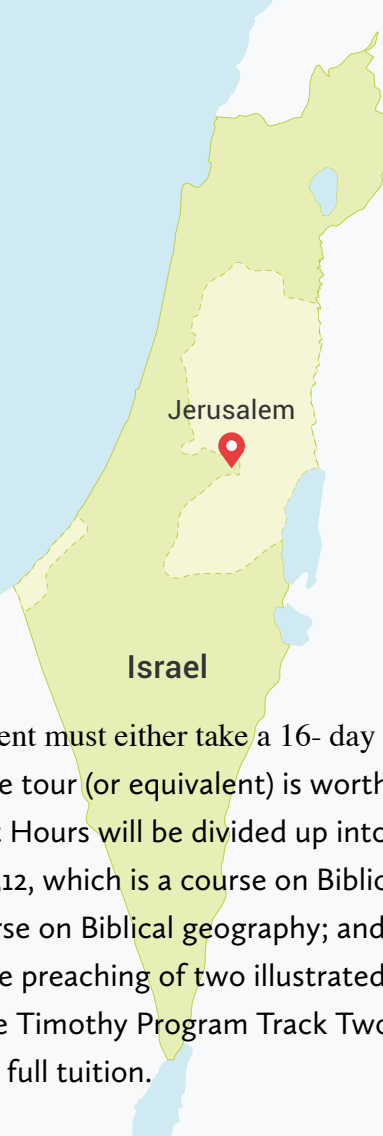 Jerusalem
Israel
ent must either take a 16- day
e tour (or equivalent) is worth
Hours will be divided up into
12, which is a course on Biblic
rse on Biblical geography; and
e preaching of two illustrated
e Timothy Program Track Two
full tuition.